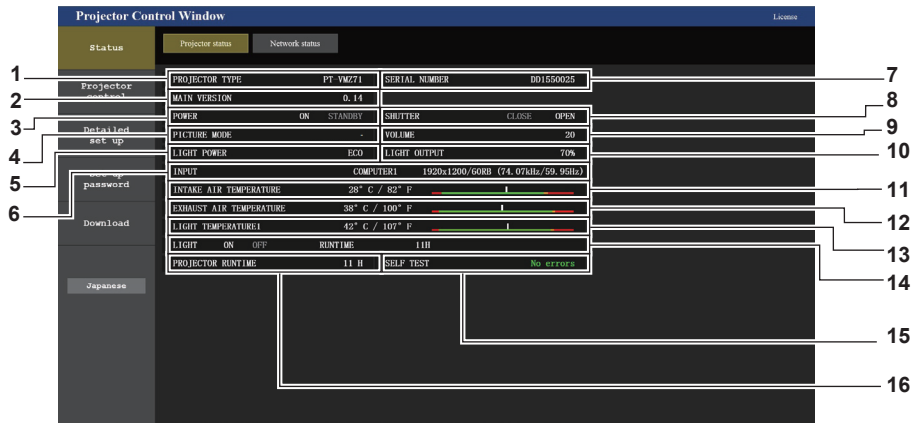 Projector Control Window
License
Status
Projector status
Network status
1
PROJECTOR TYPE PT-VMZ71
SERIAL NUMBER DD1550025
7
2
MAIN VERSION 0.14
8
3
POWER ON STANDBY
SHUTTER CLOSE OPEN
9
4
PICTURE MODE -
VOLUME 20
10
5
LIGHT POWER ECO
LIGHT OUTPUT 70%
6
INPUT COMPUTER1 1920x1200/60RB (74.07kHz/59.95Hz)
INTAKE AIR TEMPERATURE 28° C / 82° F
11
EXHAUST AIR TEMPERATURE 38° C / 100° F
12
LIGHT TEMPERATURE1 42° C / 107° F
13
LIGHT ON OFF RUNTIME 11H
14
PROJECTOR RUNTIME 11 H
SELF TEST No errors
15
16
Projector
control
Detailed
set up
Set up
password
Download
Japanese